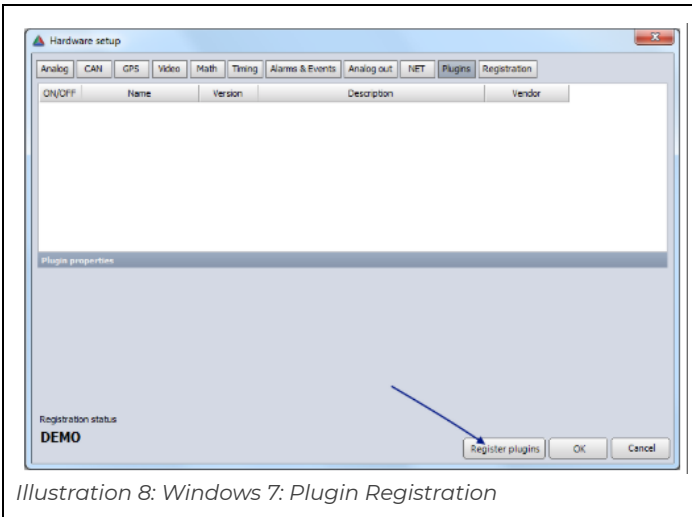 Hardware setup
Analog CAN GPS Video Math Timing Alarms & Events Analog out NET Plugins Registration
ON/OFF Name Version Description Vendor
Plugin properties
Registration status
DEMO
Register plugins OK Cancel
Illustration 8: Windows 7: Plugin Registration